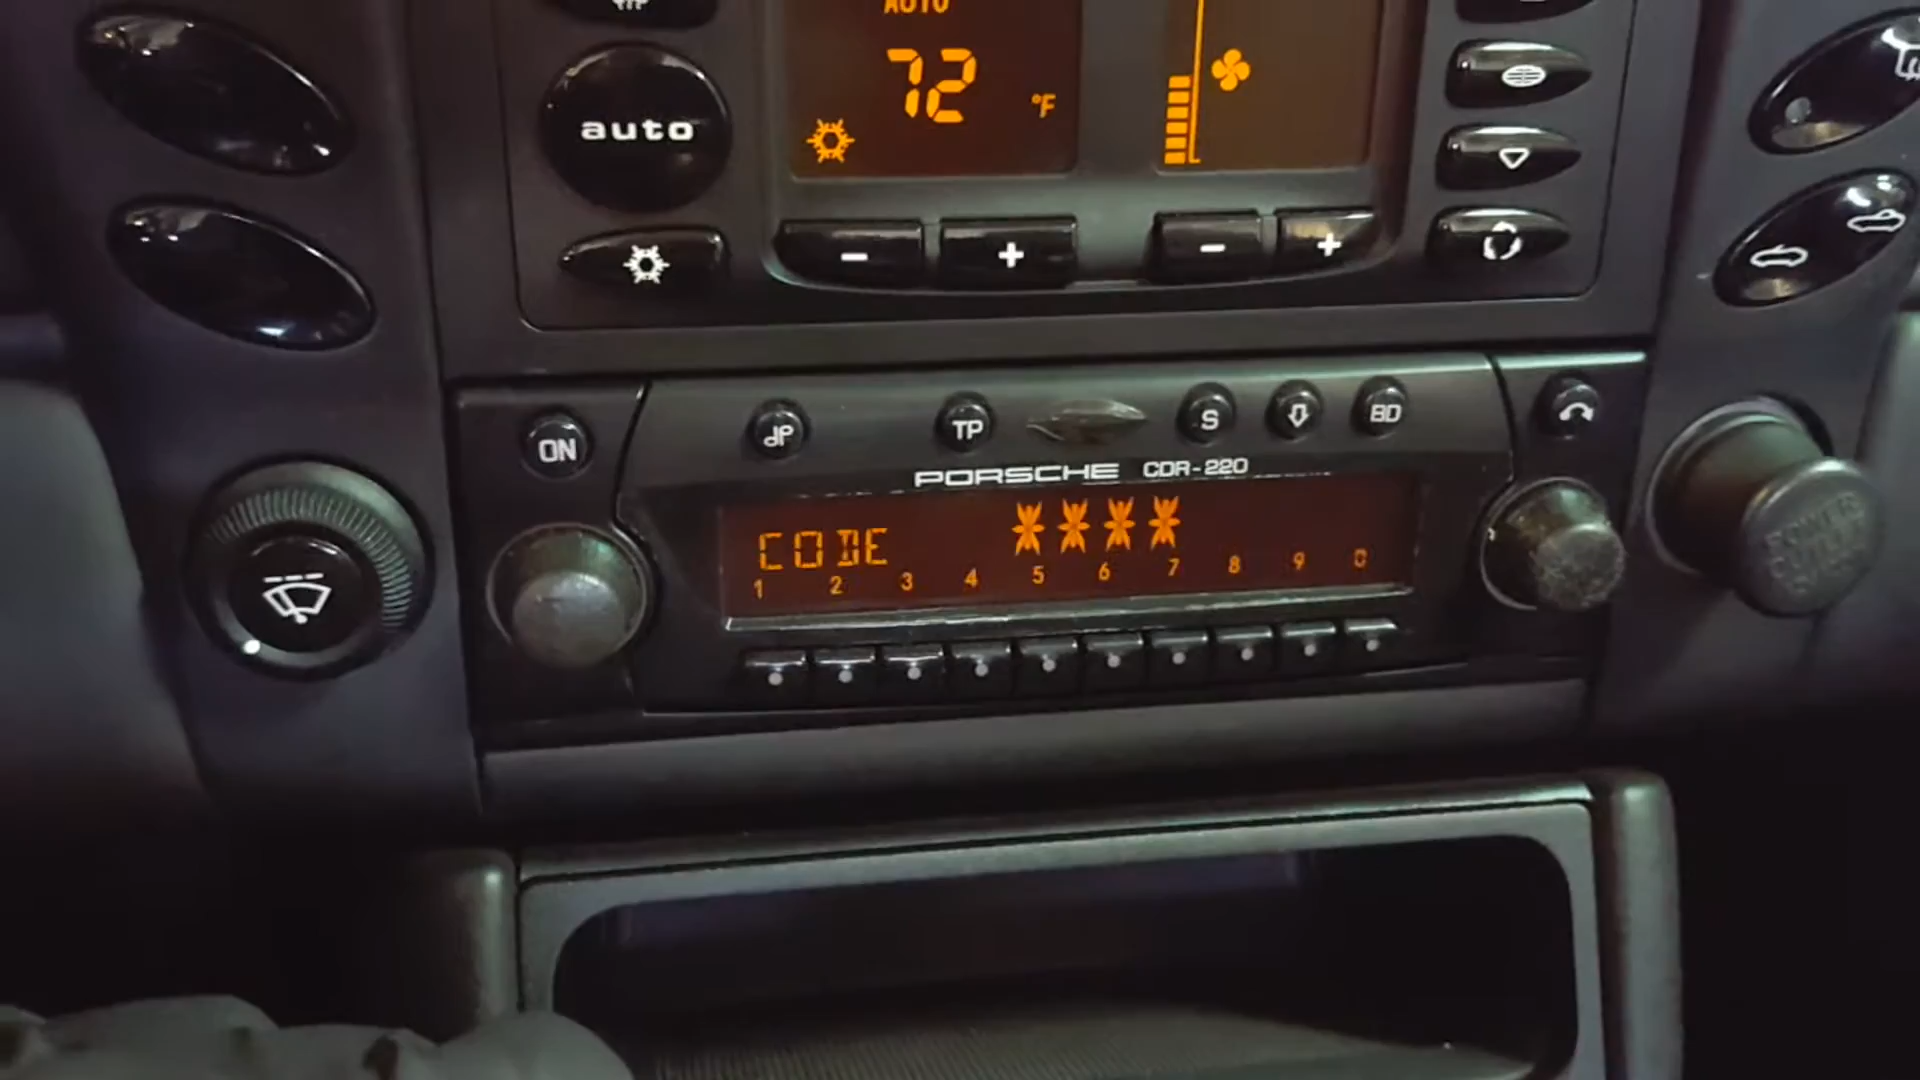 AUTO
72 °F
auto
- + - +
ON
TP
S
BD
PORSCHE CDR-220
CODE ****
1 2 3 4 5 6 7 8 9 0